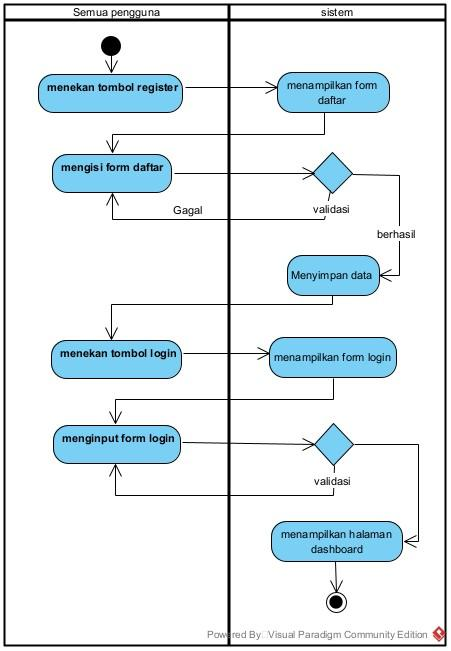 Semua pengguna
sistem
menekan tombol register
menampilkan form
daftar
mengisi form daftar
validasi
Gagal
berhasil
Menyimpan data
menekan tombol login
menampilkan form login
menginput form login
validasi
menampilkan halaman
dashboard
Powered By Visual Paradigm Community Edition